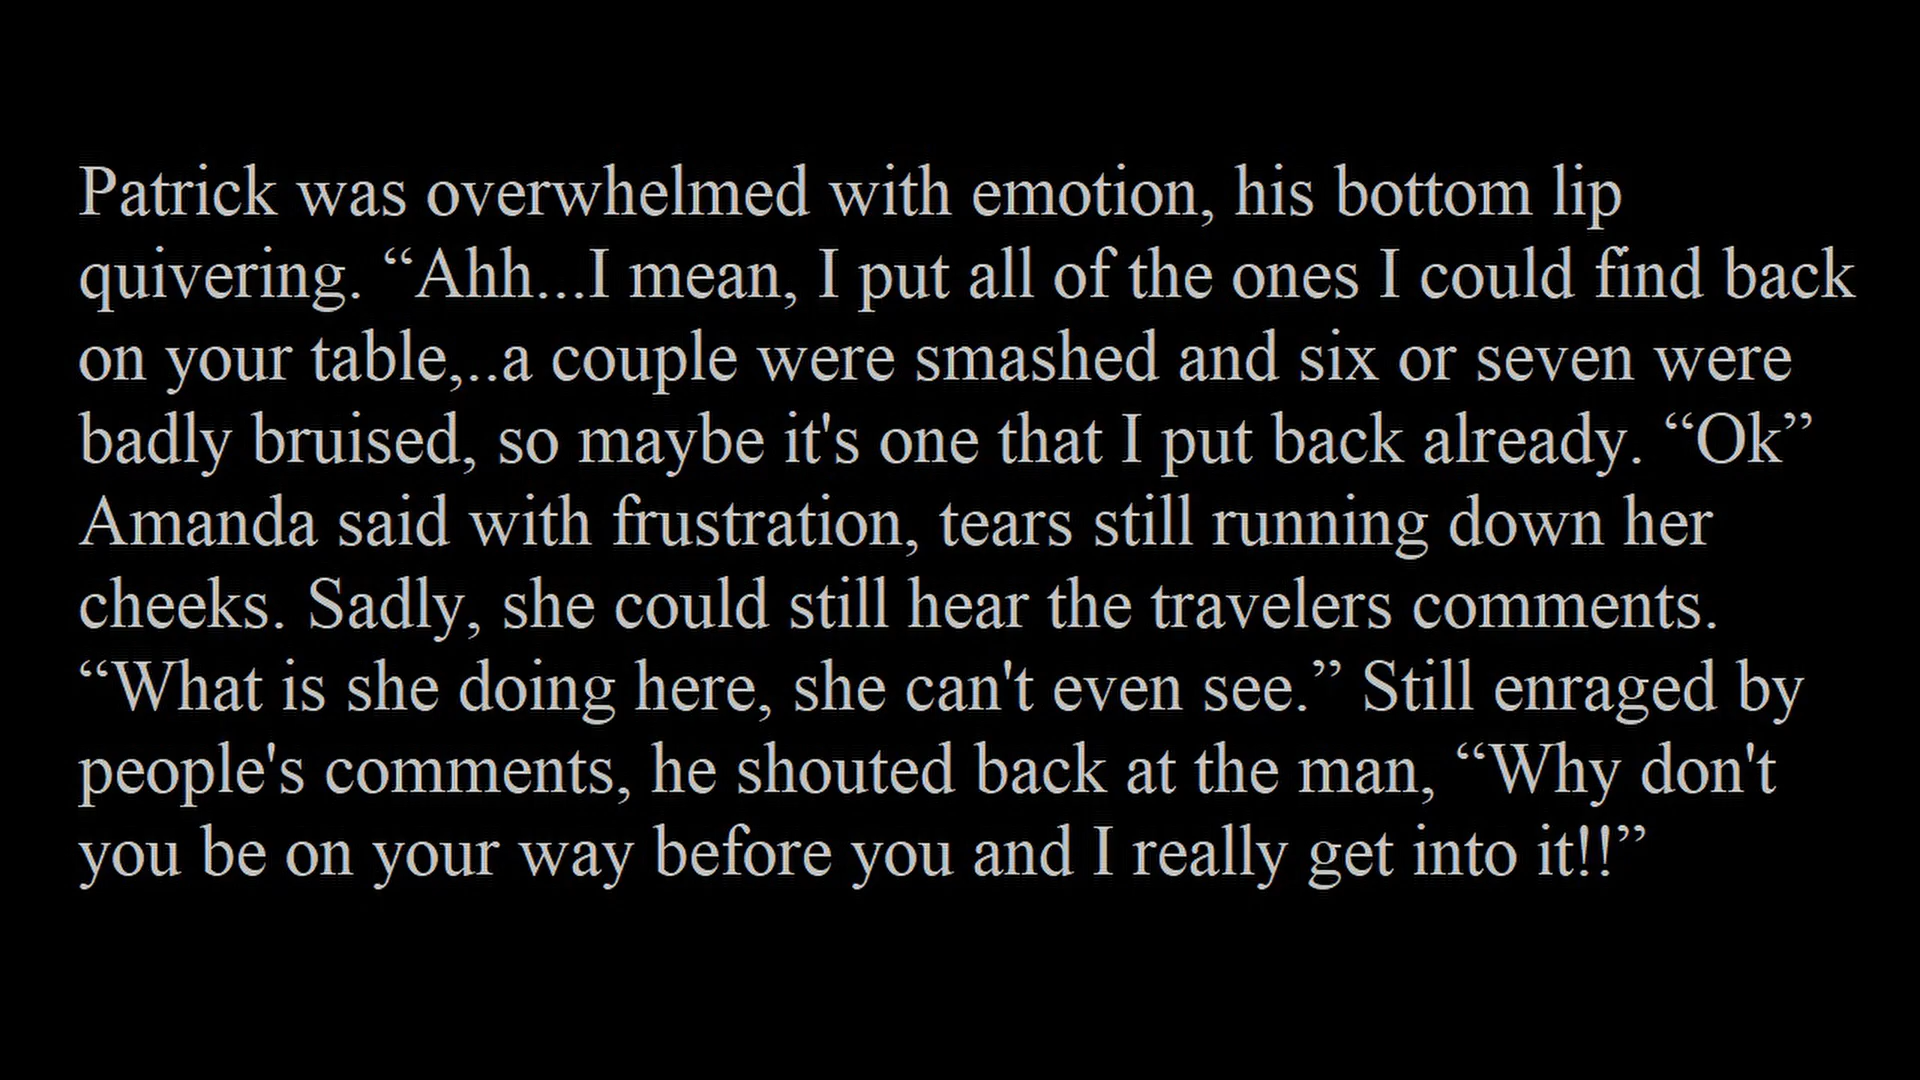 Patrick was overwhelmed with emotion, his bottom lip
quivering. “Ahh...I mean, I put all of the ones I could find back
on your table,..a couple were smashed and six or seven were
badly bruised, so maybe it's one that I put back already. “Ok”
Amanda said with frustration, tears still running down her
cheeks. Sadly, she could still hear the travelers comments.
“What is she doing here, she can't even see.” Still enraged by
people's comments, he shouted back at the man, “Why don't
you be on your way before you and I really get into it!!”